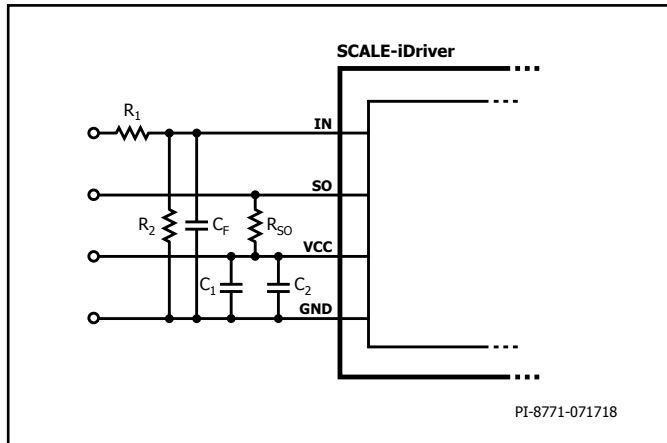 SCALE-iDriver
R1
IN
SO
R2
CF
RSO
VCC
C1
C2
GND
PI-8771-071718